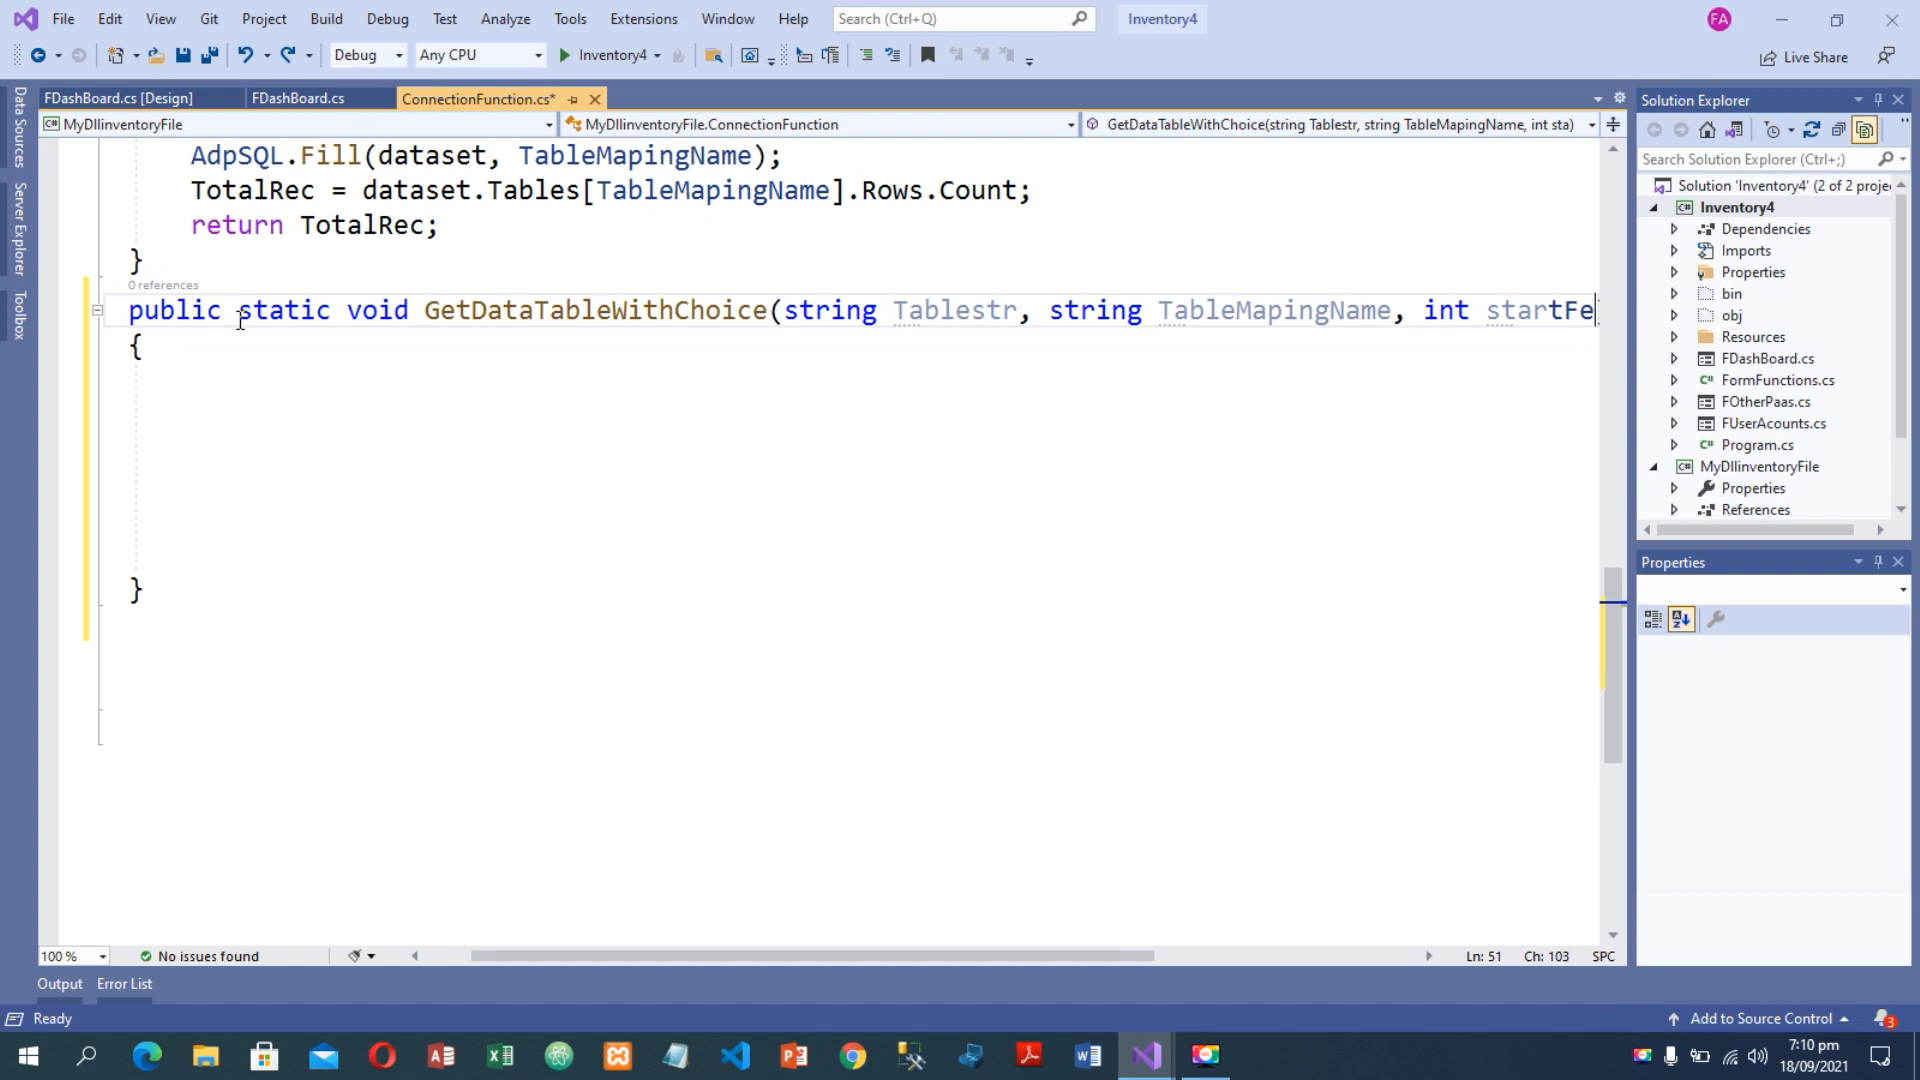 File Edit View Git Project Build Debug Test Analyze Tools Extensions Window Help Search (Ctrl+Q) Inventory4 FA
Debug Any CPU Inventory4 Live Share
Data Sources
Server Explorer
Toolbox
FDashBoard.cs [Design] FDashBoard.cs ConnectionFunction.cs*
MyDllinventoryFile MyDllinventoryFile.ConnectionFunction GetDataTableWithChoice(string Tablestr, string TableMapingName, int sta)
AdpSQL.Fill(dataset, TableMapingName);
TotalRec = dataset.Tables[TableMapingName].Rows.Count;
return TotalRec;
}
0 references
public static void GetDataTableWithChoice(string Tablestr, string TableMapingName, int startFe
{
}
100 % No issues found Ln: 51 Ch: 103 SPC
Solution Explorer
Search Solution Explorer (Ctrl+;)
Solution 'Inventory4' (2 of 2 projec
C# Inventory4
Dependencies
Imports
Properties
bin
obj
Resources
FDashBoard.cs
C# FormFunctions.cs
FOtherPaas.cs
FUserAcounts.cs
C# Program.cs
C# MyDllinventoryFile
Properties
References
Properties
Output Error List
Ready Add to Source Control 3
7:10 pm
18/09/2021